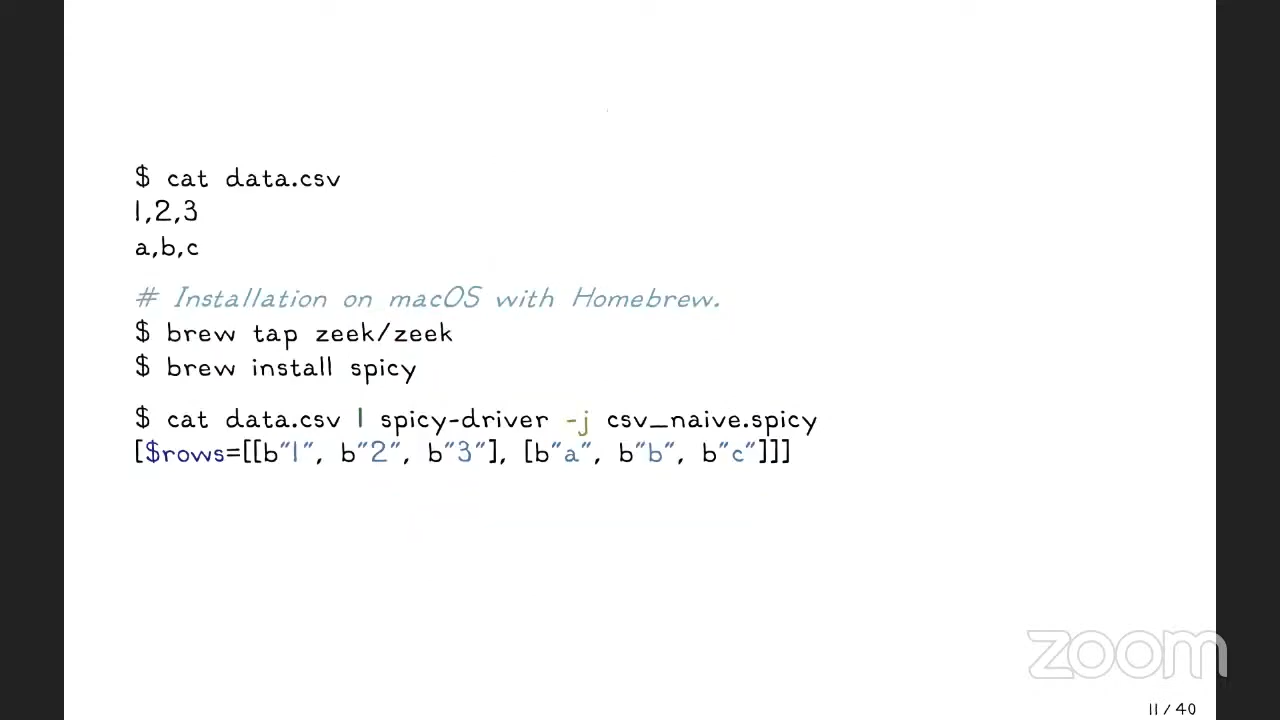 $ cat data.csv
1,2,3
a,b,c
# Installation on macOS with Homebrew.
$ brew tap zeek/zeek
$ brew install spicy
$ cat data.csv | spicy-driver -j csv_naive.spicy
[$rows=[[b"1", b"2", b"3"], [b"a", b"b", b"c"]]]
zoom
11 / 40